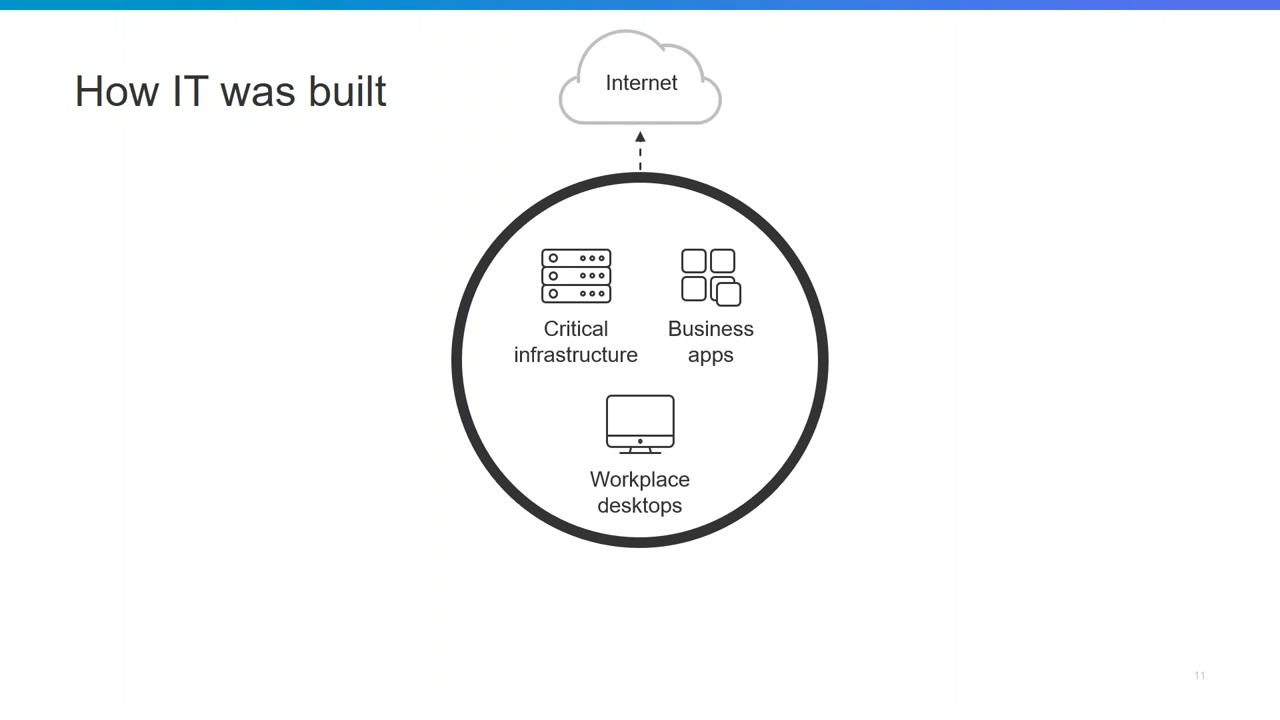 How IT was built
Internet
Critical
infrastructure
Business
apps
Workplace
desktops
11